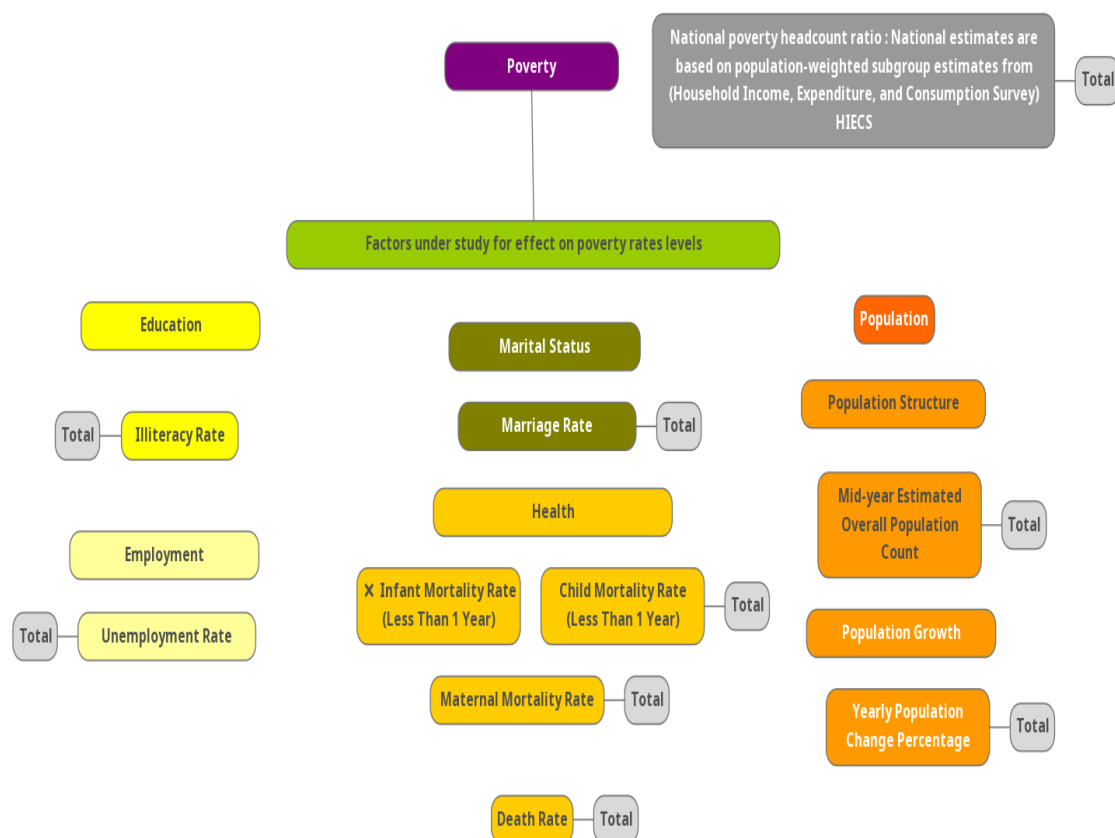 Poverty
National poverty headcount ratio : National estimates are
based on population-weighted subgroup estimates from
(Household Income, Expenditure, and Consumption Survey)
HIECS
Total
Factors under study for effect on poverty rates levels
Education
Total
Illiteracy Rate
Employment
Total
Unemployment Rate
Marital Status
Marriage Rate
Total
Health
✕ Infant Mortality Rate
(Less Than 1 Year)
Child Mortality Rate
(Less Than 1 Year)
Total
Maternal Mortality Rate
Total
Death Rate
Total
Population
Population Structure
Mid-year Estimated
Overall Population
Count
Total
Population Growth
Yearly Population
Change Percentage
Total